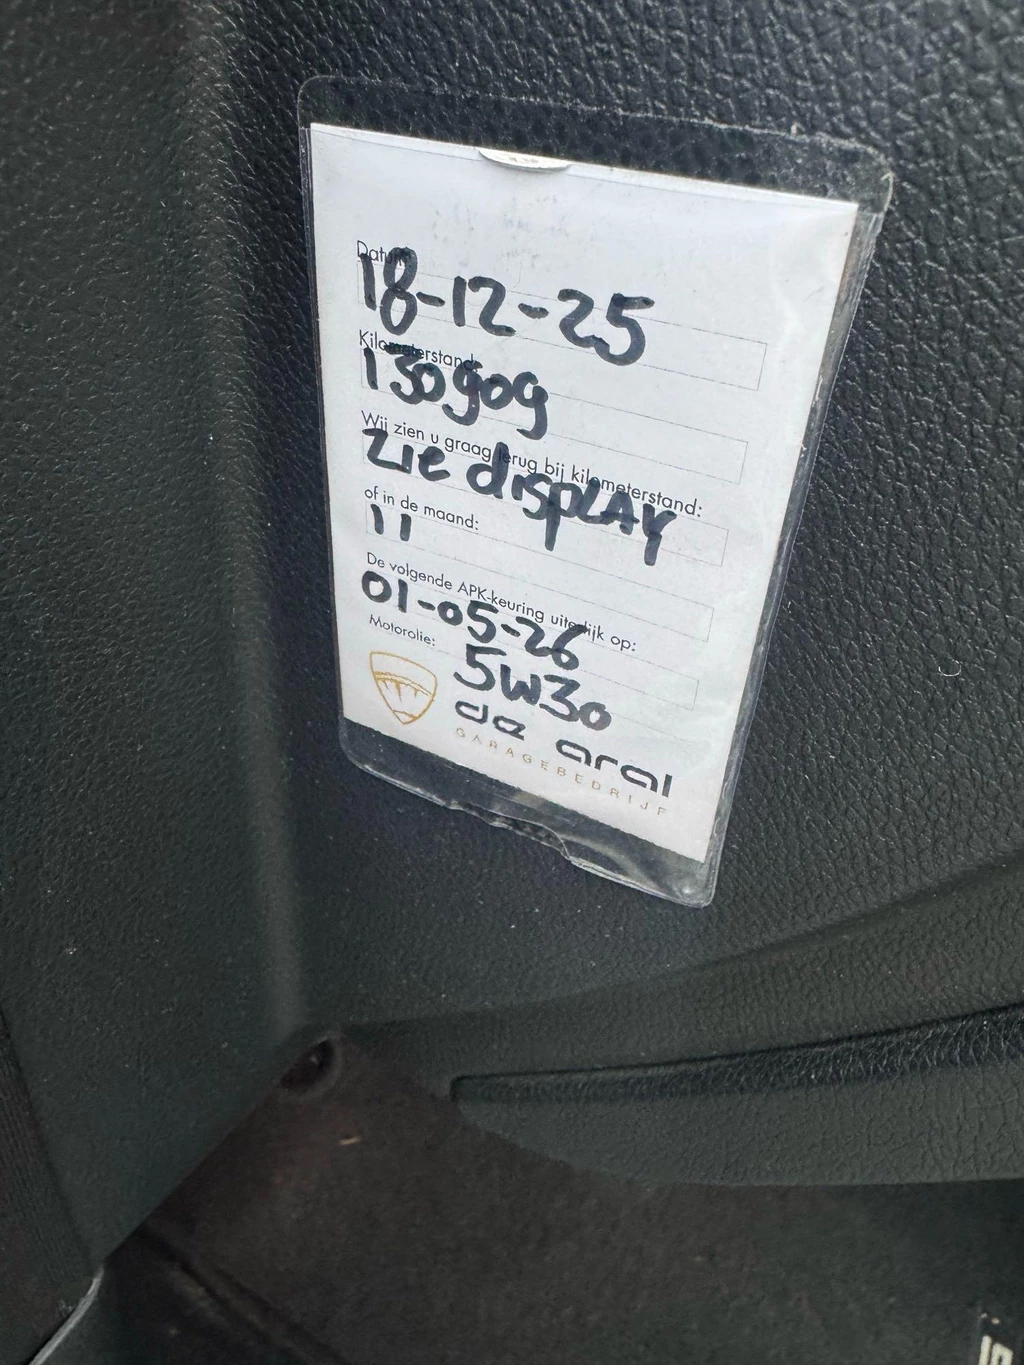 Datum:
18-12-25
Kilometerstand:
130909
Wij zien u graag terug bij kilometerstand:
Zie display
of in de maand:
11
De volgende APK-keuring uiterlijk op:
01-05-26
Motorolie:
5W30
de aral
GARAGEBEDRIJF